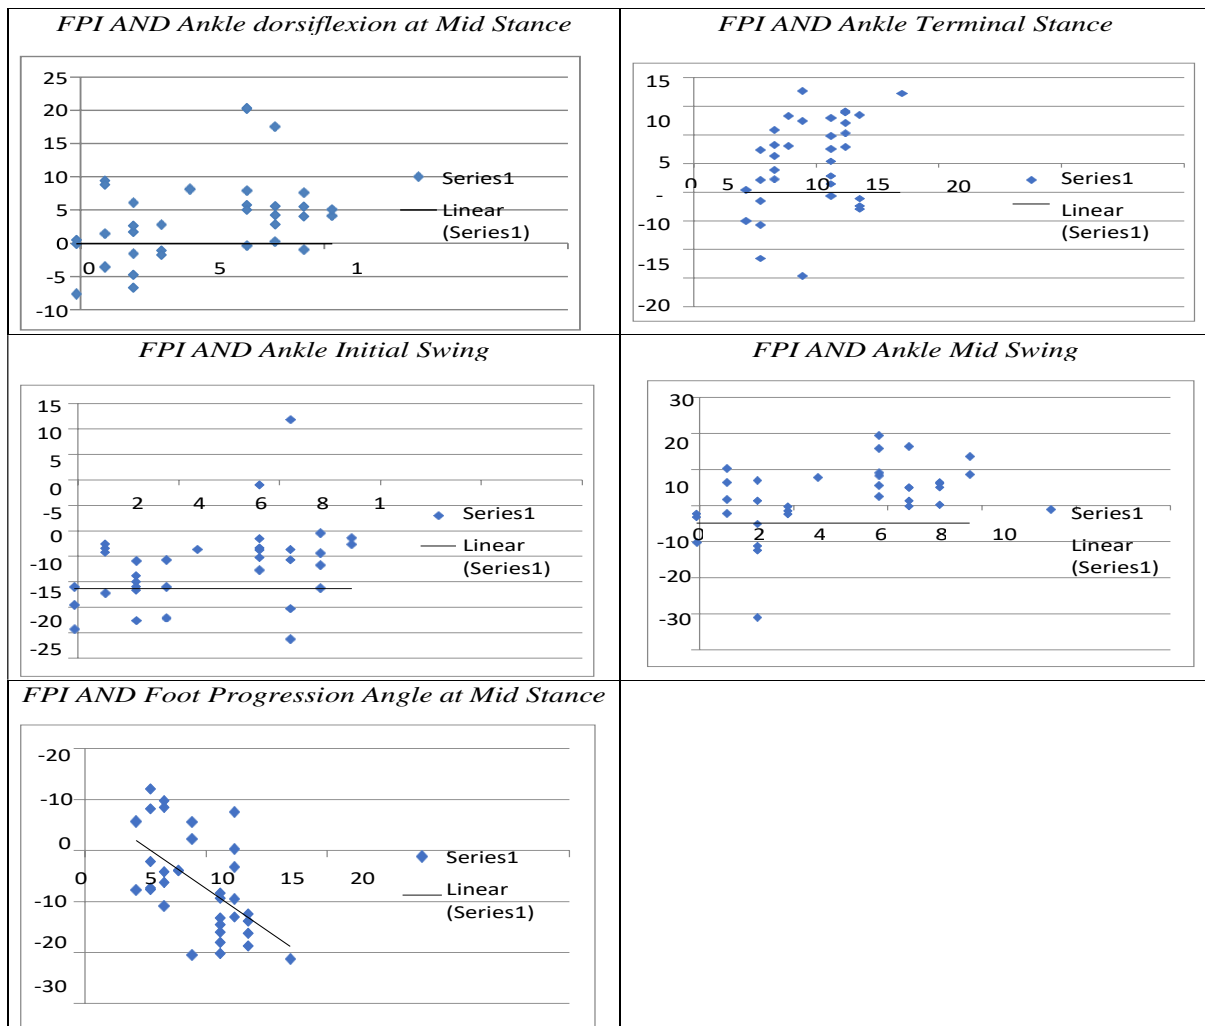 FPI AND Ankle dorsiflexion at Mid Stance
25
20
15
10
5
0
-5
-10
0 5 1
Series1
Linear
(Series1)
FPI AND Ankle Terminal Stance
15
10
5
0 5 10 15 20
-
-10
-15
-20
Series1
Linear
(Series1)
FPI AND Ankle Initial Swing
15
10
5
0
-5
0
-10
-15
-20
-25
2 4 6 8 1
Series1
Linear
(Series1)
FPI AND Ankle Mid Swing
30
20
10
0 2 4 6 8 10
-10
-20
-30
Series1
Linear
(Series1)
FPI AND Foot Progression Angle at Mid Stance
-20
-10
0
0 5 10 15 20
-10
-20
-30
Series1
Linear
(Series1)